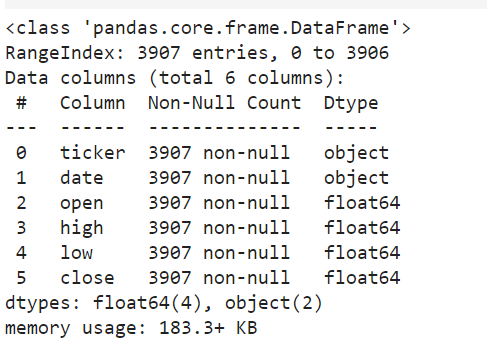 <class 'pandas.core.frame.DataFrame'>
RangeIndex: 3907 entries, 0 to 3906
Data columns (total 6 columns):
 #   Column  Non-Null Count  Dtype
---  ------  --------------  -----
 0   ticker  3907 non-null   object
 1   date    3907 non-null   object
 2   open    3907 non-null   float64
 3   high    3907 non-null   float64
 4   low     3907 non-null   float64
 5   close   3907 non-null   float64
dtypes: float64(4), object(2)
memory usage: 183.3+ KB